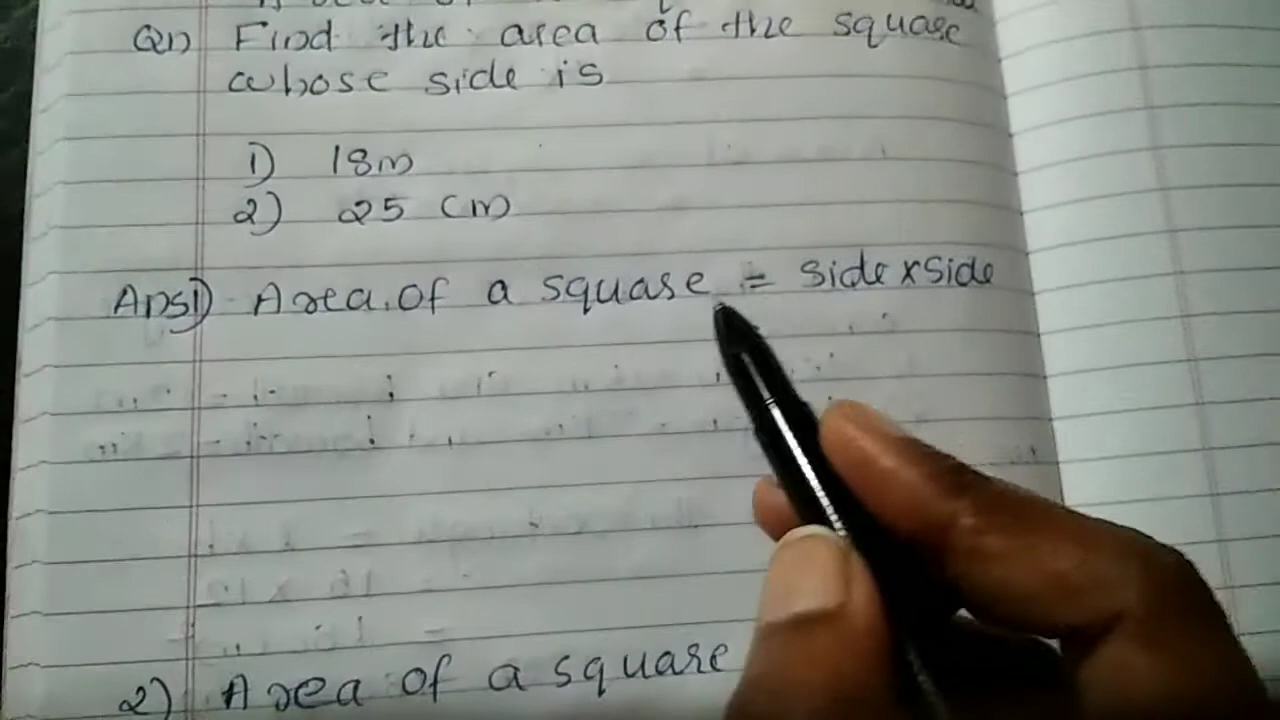 Q1) Find the area of the square
whose side is
1) 18m
2) 25 cm
Ans1) Area of a square = side x side
2) Area of a square